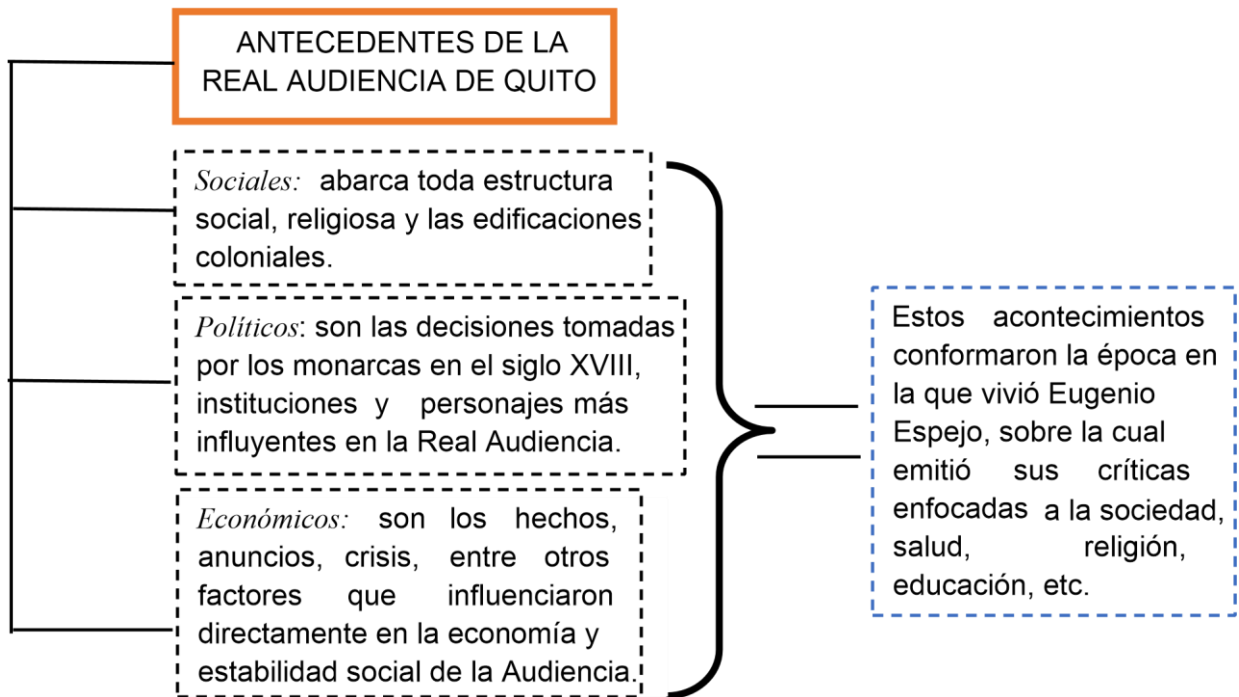 ANTECEDENTES DE LA
REAL AUDIENCIA DE QUITO
Sociales: abarca toda estructura
social, religiosa y las edificaciones
coloniales.
Políticos: son las decisiones tomadas
por los monarcas en el siglo XVIII,
instituciones y personajes más
influyentes en la Real Audiencia.
Económicos: son los hechos,
anuncios, crisis, entre otros
factores que influenciaron
directamente en la economía y
estabilidad social de la Audiencia.
Estos acontecimientos
conformaron la época en
la que vivió Eugenio
Espejo, sobre la cual
emitió sus críticas
enfocadas a la sociedad,
salud, religión,
educación, etc.